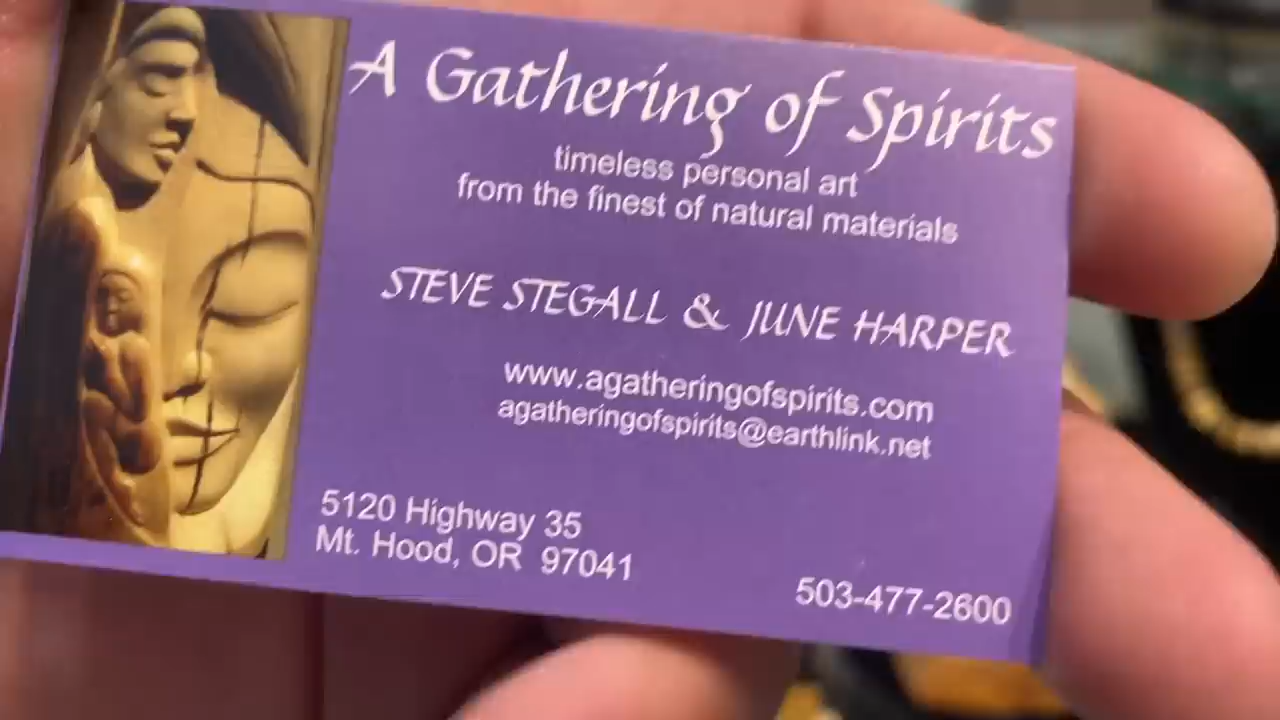 A Gathering of Spirits
timeless personal art
from the finest of natural materials
STEVE STEGALL & JUNE HARPER
www.agatheringofspirits.com
agatheringofspirits@earthlink.net
5120 Highway 35
Mt. Hood, OR 97041
503-477-2600